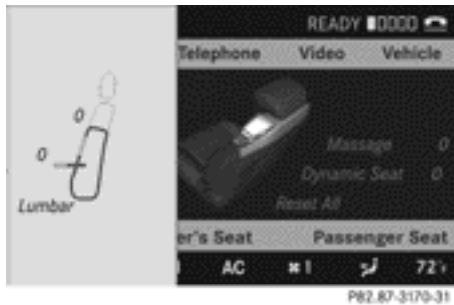 READY 0000
Telephone Video Vehicle
0
0
Lumbar
Massage 0
Dynamic Seat 0
Reset All
er's Seat Passenger Seat
AC 1 72°F
P82.87-3170-31